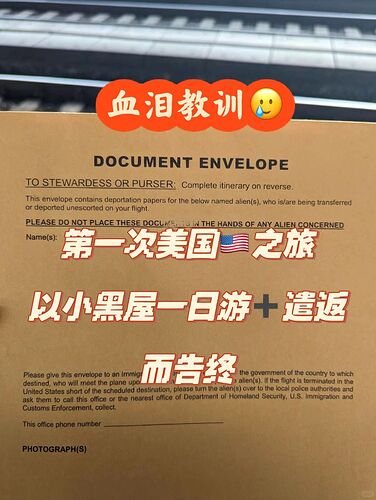 血泪教训🥲
DOCUMENT ENVELOPE
TO STEWARDESS OR PURSER: Complete itinerary on reverse.
This envelope contains deportation papers for the below named alien(s), who is/are being transferred
or deported unescorted on your flight.
PLEASE DO NOT PLACE THESE DOCUMENTS IN THE HANDS OF ANY ALIEN CONCERNED
Name(s):
第一次美国🇺🇸之旅
以小黑屋一日游➕遣返
而告终
Please give this envelope to an immig the government of the country to which
destined, who will meet the plane upon alien(s). If the flight is terminated in the
United States short of the scheduled destination, please turn the alien(s) over to the local police authorities and
ask them to call this office or the nearest office of Department of Homeland Security, U.S. Immigration and
Customs Enforcement, collect.
This office phone number
PHOTOGRAPH(S)